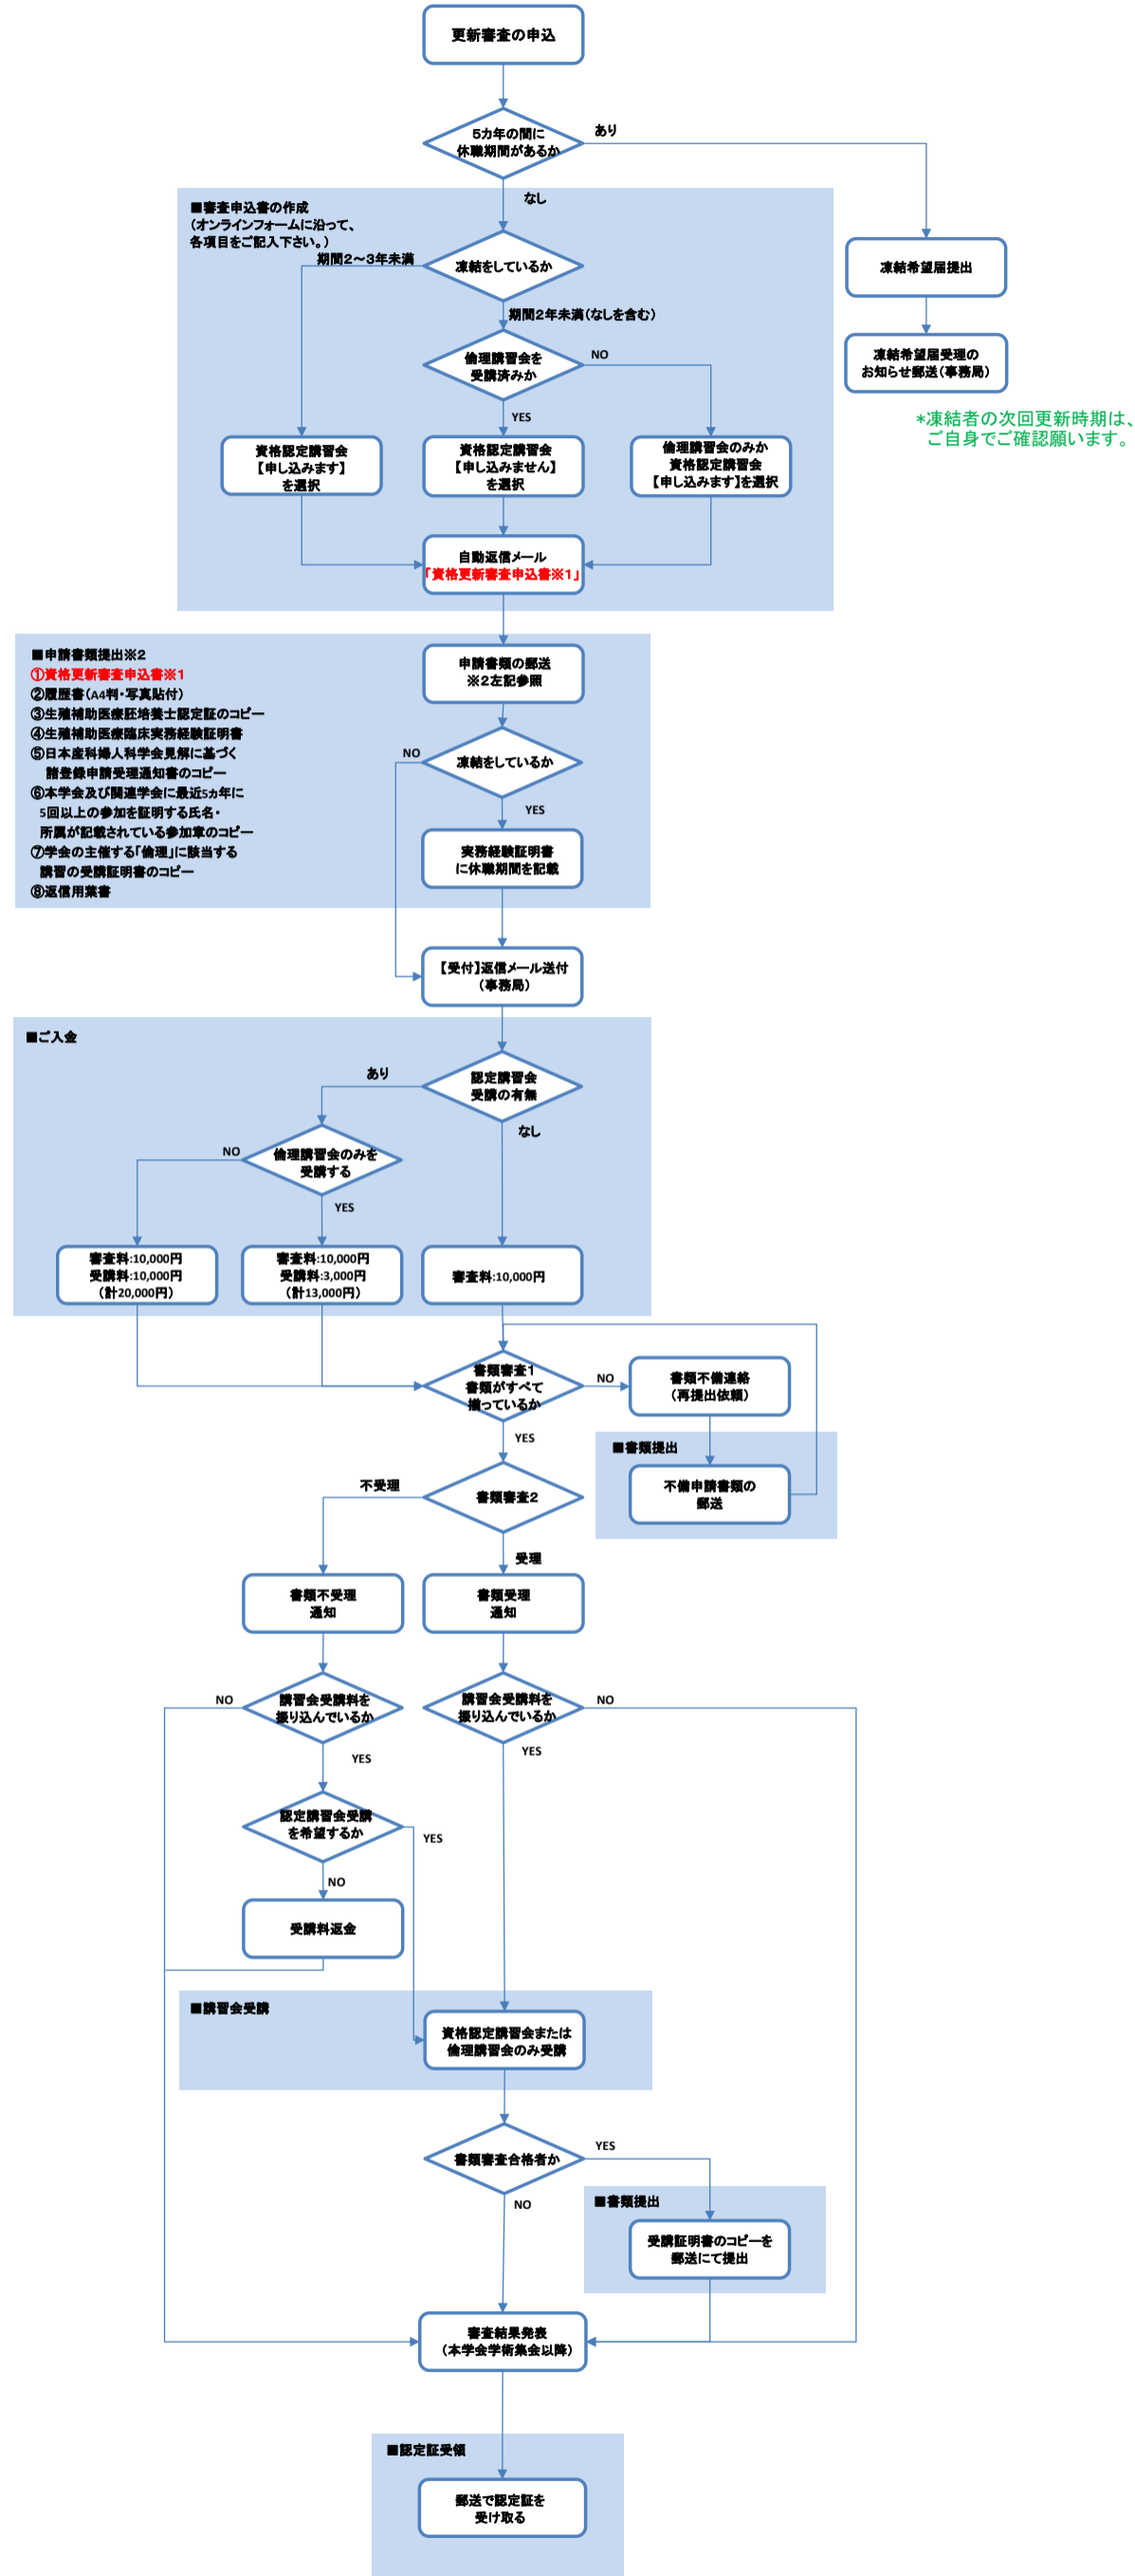 更新審査の申込
5カ年の間に
休職期間があるか
あり
なし
■審査申込書の作成
(オンラインフォームに沿って、
各項目をご記入下さい。)
期間2～3年未満
凍結をしているか
凍結希望届提出
期間2年未満(なしを含む)
倫理講習会を
受講済みか
NO
YES
凍結希望届受理の
お知らせ郵送(事務局)
*凍結者の次回更新時期は、
ご自身でご確認願います。
資格認定講習会
【申し込みます】
を選択
資格認定講習会
【申し込みません】
を選択
倫理講習会のみか
資格認定講習会
【申し込みます】を選択
自動返信メール
「資格更新審査申込書※1」
■申請書類提出※2
①資格更新審査申込書※1
②履歴書(A4判・写真貼付)
③生殖補助医療胚培養士認定証のコピー
④生殖補助医療臨床実務経験証明書
⑤日本産科婦人科学会見解に基づく
諸登録申請受理通知書のコピー
⑥本学会及び関連学会に最近5ヵ年に
5回以上の参加を証明する氏名・
所属が記載されている参加章のコピー
⑦学会の主催する「倫理」に該当する
講習の受講証明書のコピー
⑧返信用葉書
申請書類の郵送
※2左記参照
NO
凍結をしているか
YES
実務経験証明書
に休職期間を記載
【受付】返信メール送付
(事務局)
■ご入金
認定講習会
受講の有無
あり
なし
倫理講習会のみを
受講する
NO
YES
審査料:10,000円
受講料:10,000円
(計20,000円)
審査料:10,000円
受講料:3,000円
(計13,000円)
審査料:10,000円
書類審査1
書類がすべて
揃っているか
NO
書類不備連絡
(再提出依頼)
YES
■書類提出
不備申請書類の
郵送
不受理
書類審査2
受理
書類不受理
通知
書類受理
通知
NO
講習会受講料を
振り込んでいるか
講習会受講料を
振り込んでいるか
NO
YES
YES
認定講習会受講
を希望するか
YES
NO
受講料返金
■講習会受講
資格認定講習会または
倫理講習会のみ受講
書類審査合格者か
YES
NO
■書類提出
受講証明書のコピーを
郵送にて提出
審査結果発表
(本学会学術集会以降)
■認定証受領
郵送で認定証を
受け取る